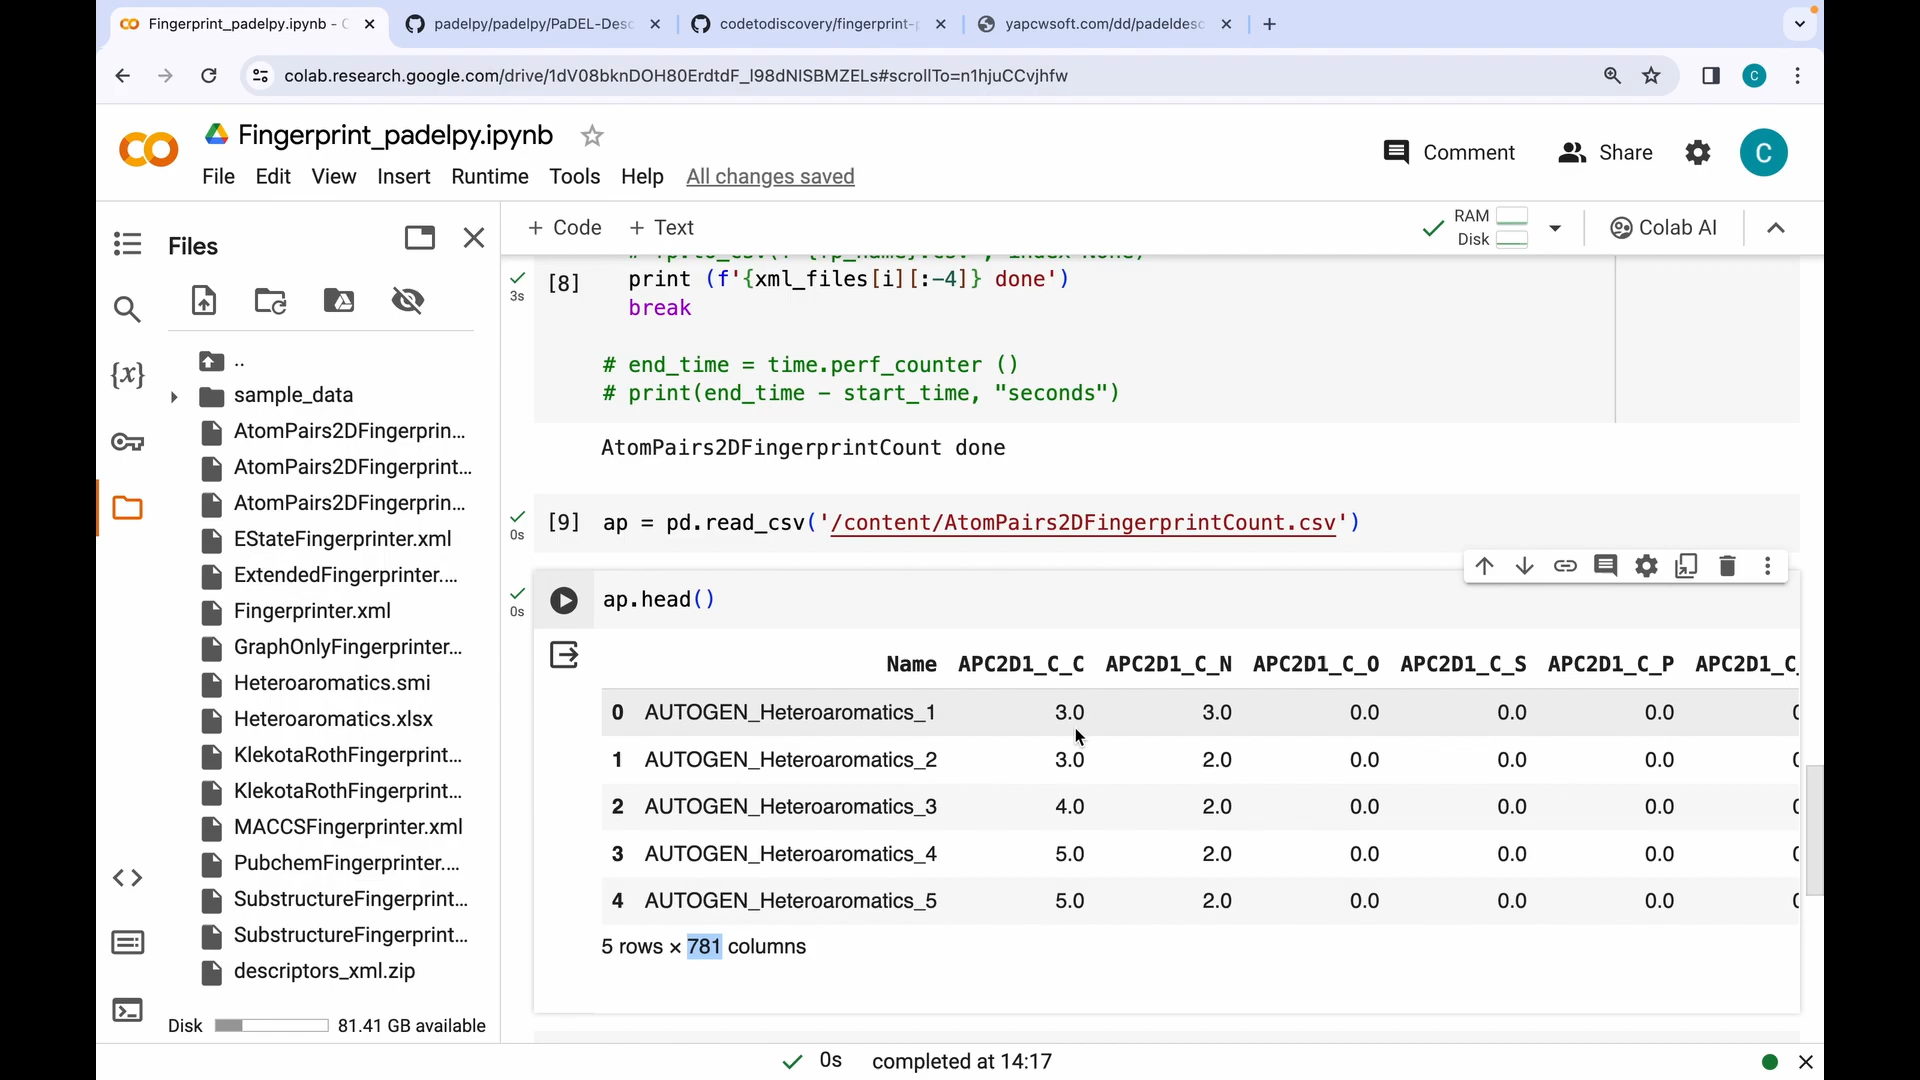 Fingerprint_padelpy.ipynb - C
padelpy/padelpy/PaDEL-Desc
codetodiscovery/fingerprint-p
yapcwsoft.com/dd/padeldesc
colab.research.google.com/drive/1dV08bknDOH80ErdtdF_l98dNISBMZELs#scrollTo=n1hjuCCvjhfw
C
Fingerprint_padelpy.ipynb
File Edit View Insert Runtime Tools Help All changes saved
Comment
Share
C
Files
+ Code + Text
RAM
Disk
Colab AI
..
sample_data
AtomPairs2DFingerprin...
AtomPairs2DFingerprint...
AtomPairs2DFingerprin...
EStateFingerprinter.xml
ExtendedFingerprinter....
Fingerprinter.xml
GraphOnlyFingerprinter...
Heteroaromatics.smi
Heteroaromatics.xlsx
KlekotaRothFingerprint...
KlekotaRothFingerprint...
MACCSFingerprinter.xml
PubchemFingerprinter....
SubstructureFingerprint...
SubstructureFingerprint...
descriptors_xml.zip
Disk 81.41 GB available
{x}
3s
[8]
print (f'{xml_files[i][:-4]} done')
break
# end_time = time.perf_counter ()
# print(end_time - start_time, "seconds")
AtomPairs2DFingerprintCount done
0s
[9] ap = pd.read_csv('/content/AtomPairs2DFingerprintCount.csv')
0s
ap.head()
Name APC2D1_C_C APC2D1_C_N APC2D1_C_O APC2D1_C_S APC2D1_C_P APC2D1_C_
0 AUTOGEN_Heteroaromatics_1 3.0 3.0 0.0 0.0 0.0
1 AUTOGEN_Heteroaromatics_2 3.0 2.0 0.0 0.0 0.0
2 AUTOGEN_Heteroaromatics_3 4.0 2.0 0.0 0.0 0.0
3 AUTOGEN_Heteroaromatics_4 5.0 2.0 0.0 0.0 0.0
4 AUTOGEN_Heteroaromatics_5 5.0 2.0 0.0 0.0 0.0
5 rows × 781 columns
0s completed at 14:17